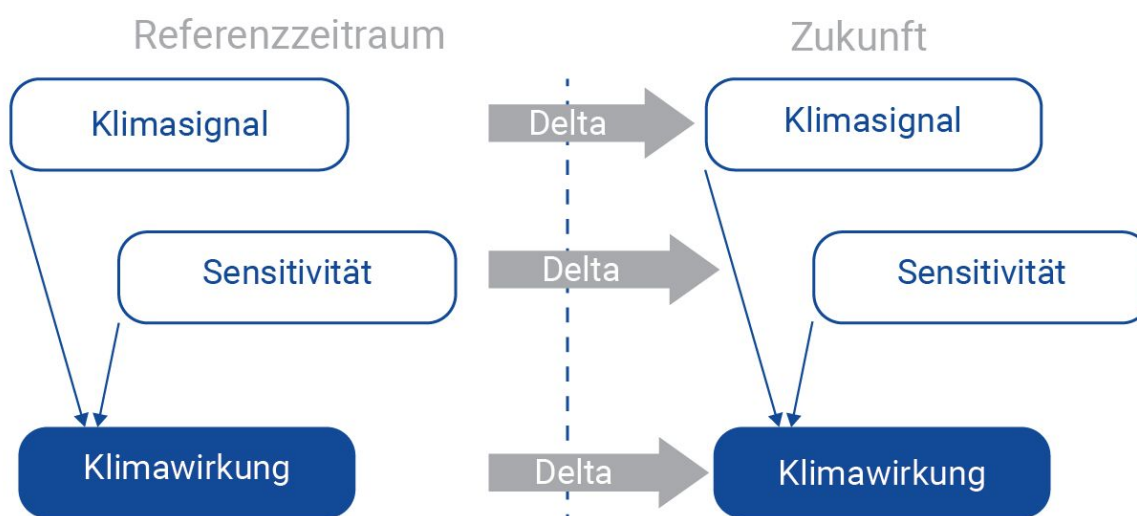 Referenzzeitraum
Zukunft
Klimasignal
Delta
Klimasignal
Sensitivität
Delta
Sensitivität
Klimawirkung
Delta
Klimawirkung